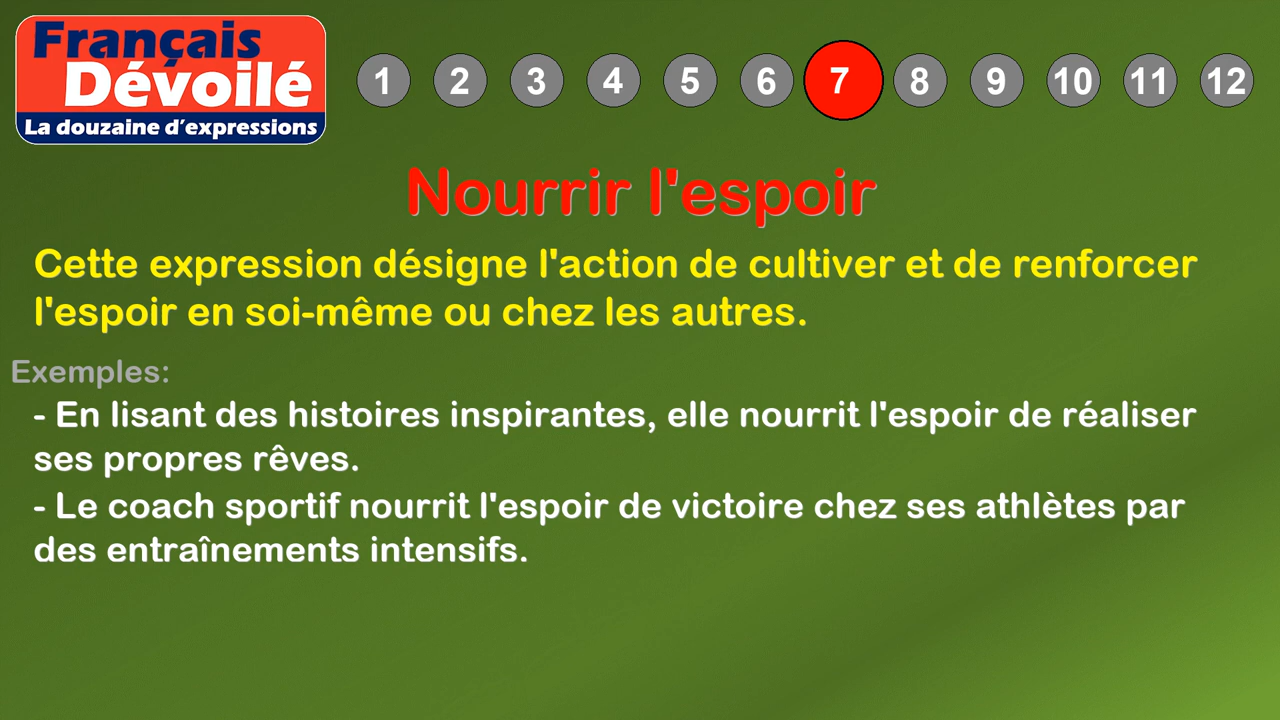 Français
Dévoilé
La douzaine d'expressions
1 2 3 4 5 6 7 8 9 10 11 12
Nourrir l'espoir
Cette expression désigne l'action de cultiver et de renforcer
l'espoir en soi-même ou chez les autres.
Exemples:
- En lisant des histoires inspirantes, elle nourrit l'espoir de réaliser
ses propres rêves.
- Le coach sportif nourrit l'espoir de victoire chez ses athlètes par
des entraînements intensifs.